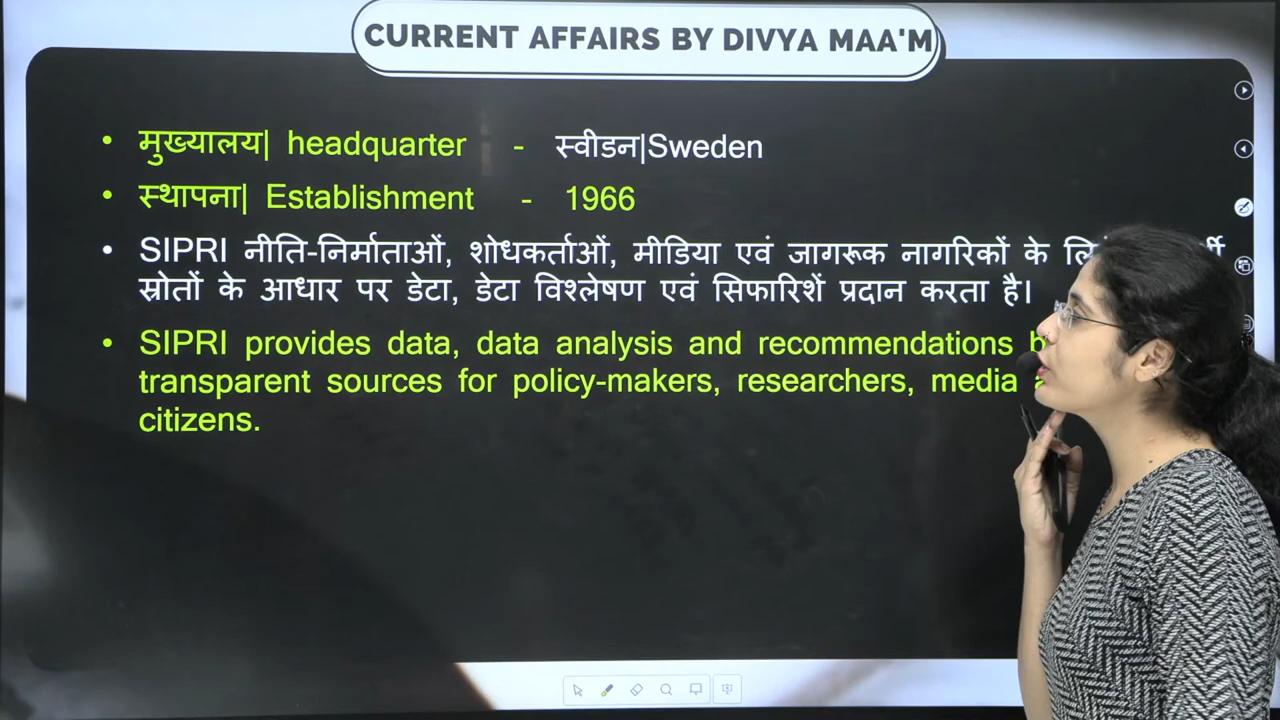 CURRENT AFFAIRS BY DIVYA MAA'M
• मुख्यालय| headquarter - स्वीडन|Sweden
• स्थापना| Establishment - 1966
• SIPRI नीति-निर्माताओं, शोधकर्ताओं, मीडिया एवं जागरूक नागरिकों के
स्रोतों के आधार पर डेटा, डेटा विश्लेषण एवं सिफारिशें प्रदान करता है।
• SIPRI provides data, data analysis and recommendations
transparent sources for policy-makers, researchers, media
citizens.